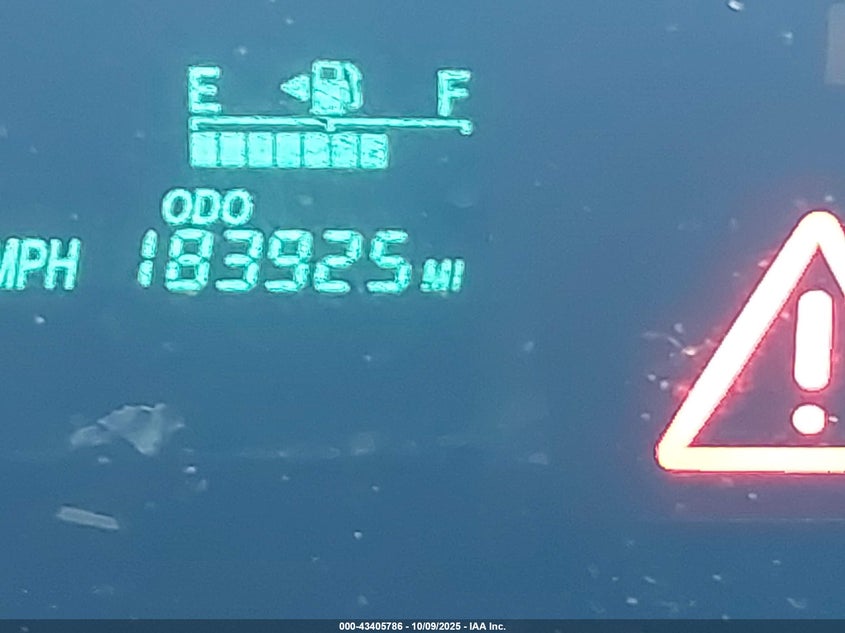 E F
ODO
MPH 183925 MI
000-43405786 - 10/09/2025 - IAA Inc.